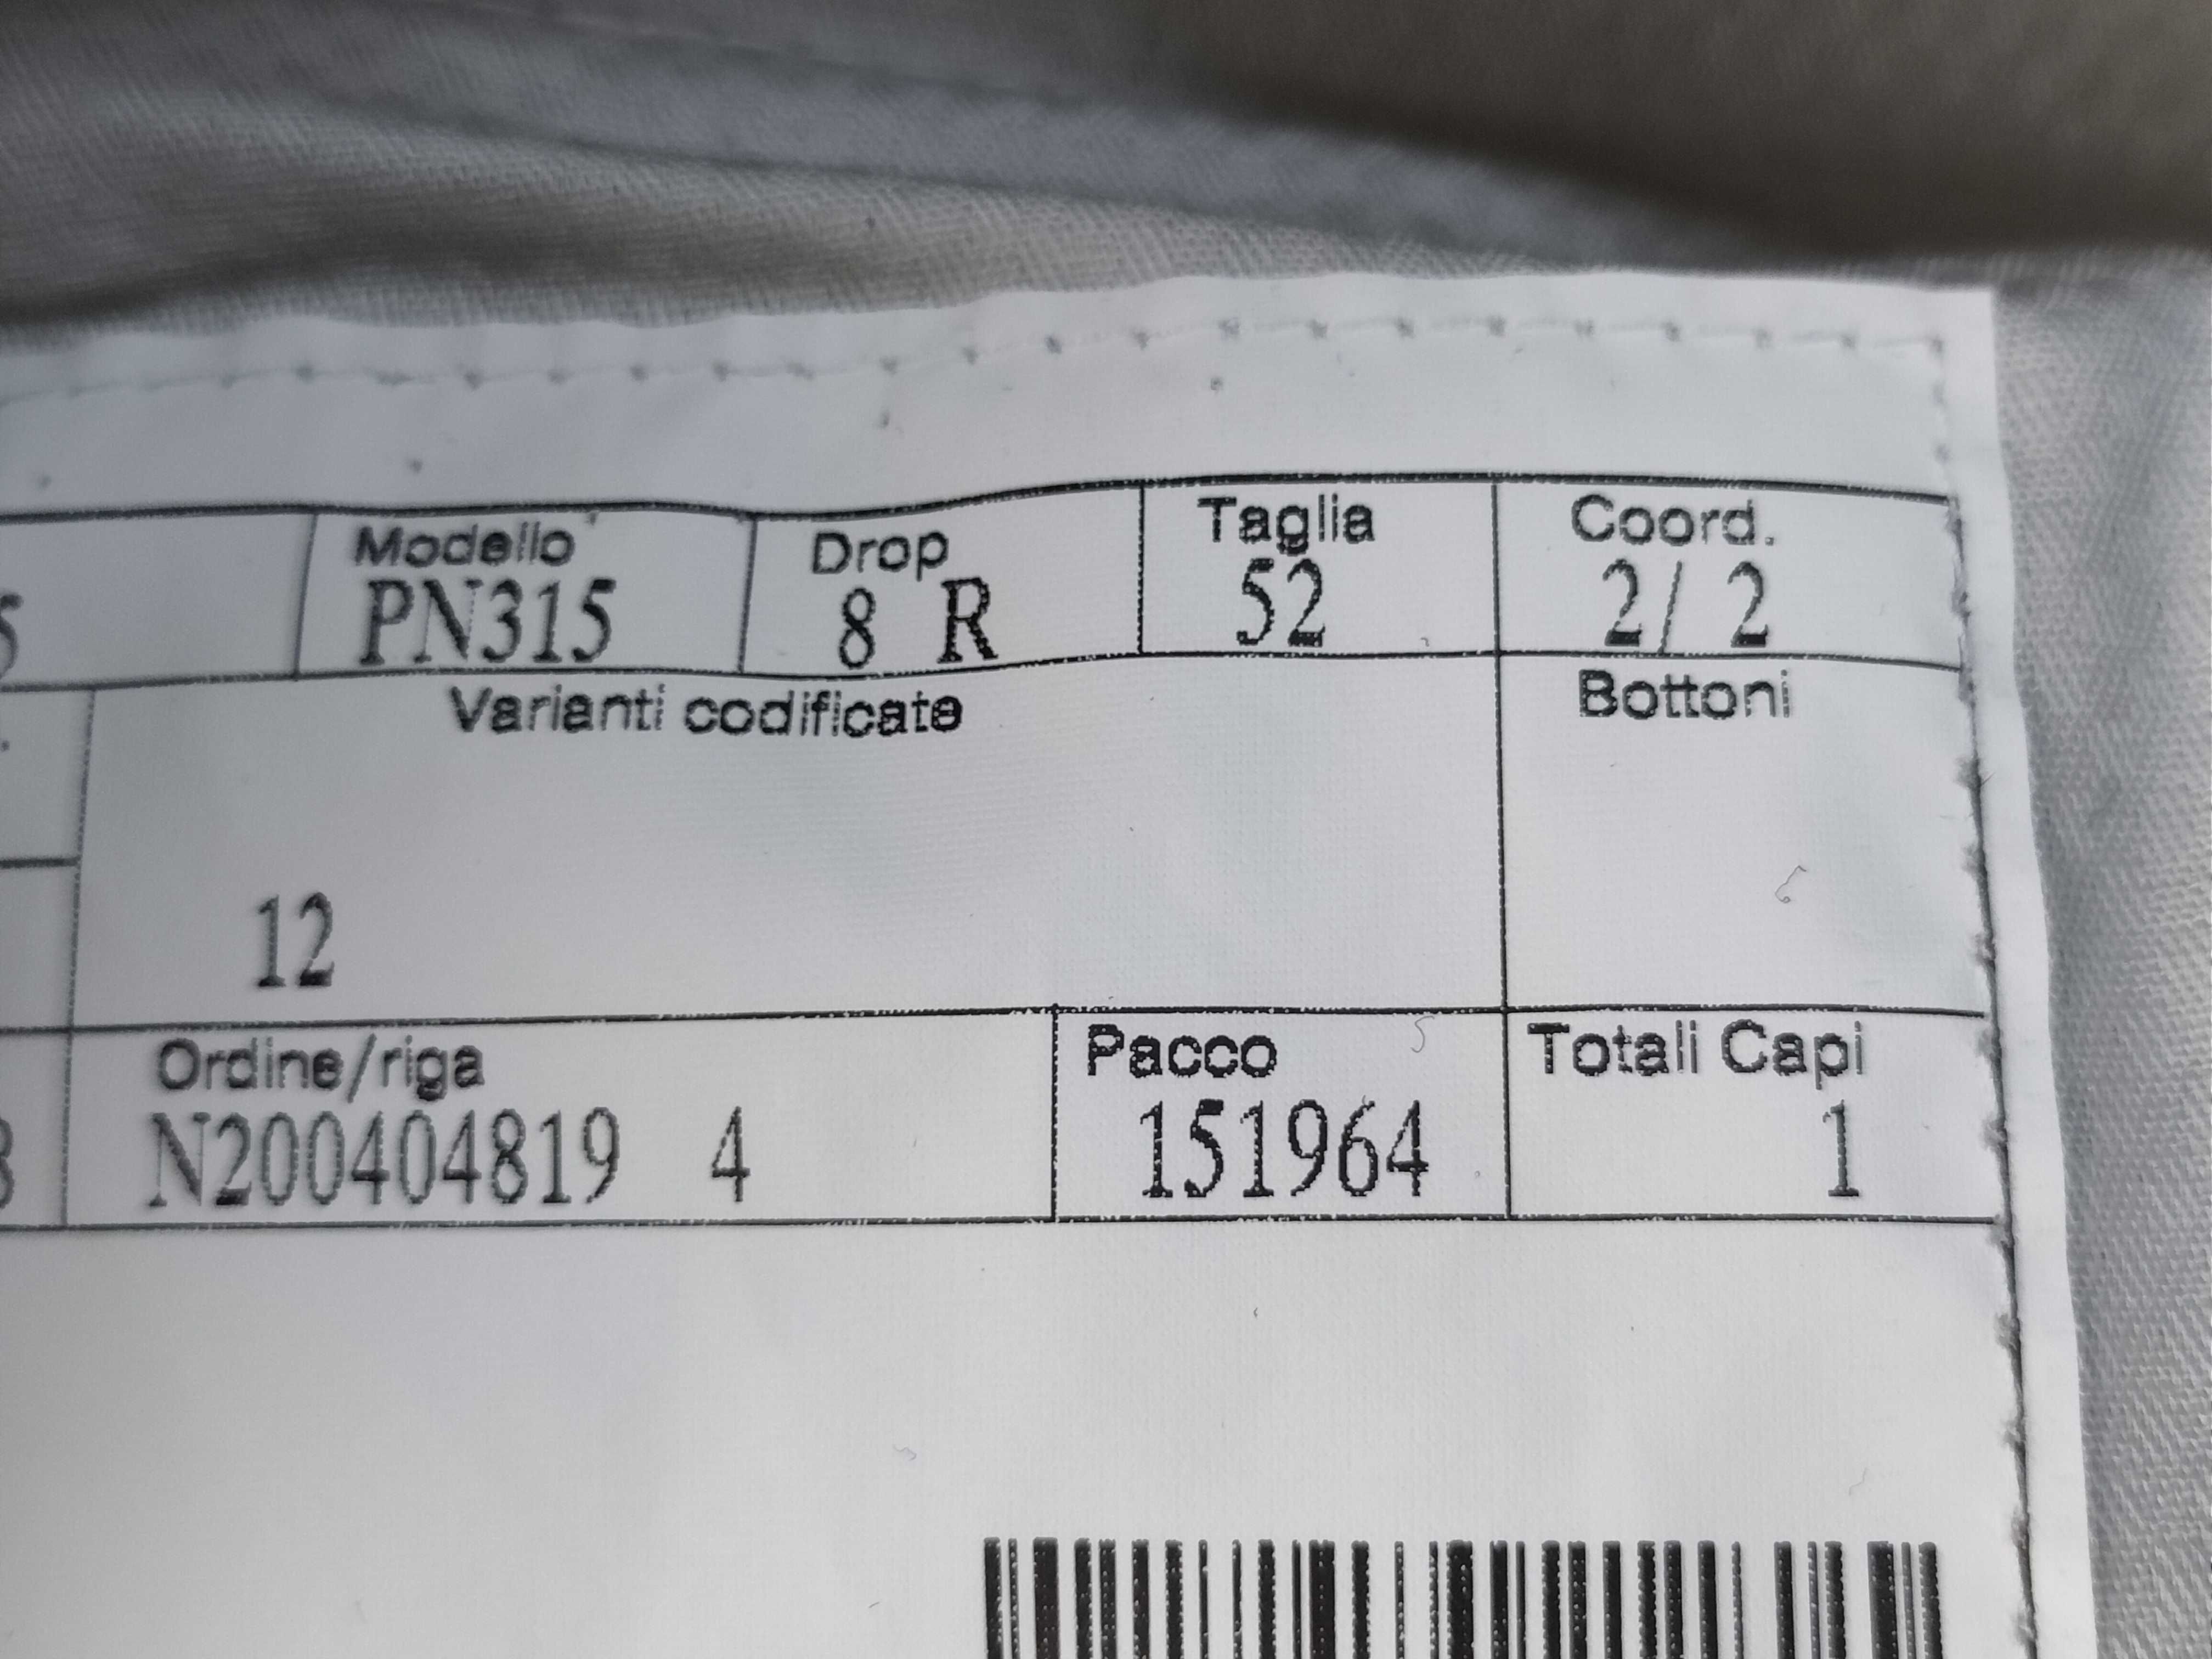 Modello Drop Taglia Coord.
5 PN315 8 R 52 2/ 2
Varianti codificate Bottoni
12
Ordine/riga Pacco Totali Capi
N200404819 4 151964 1